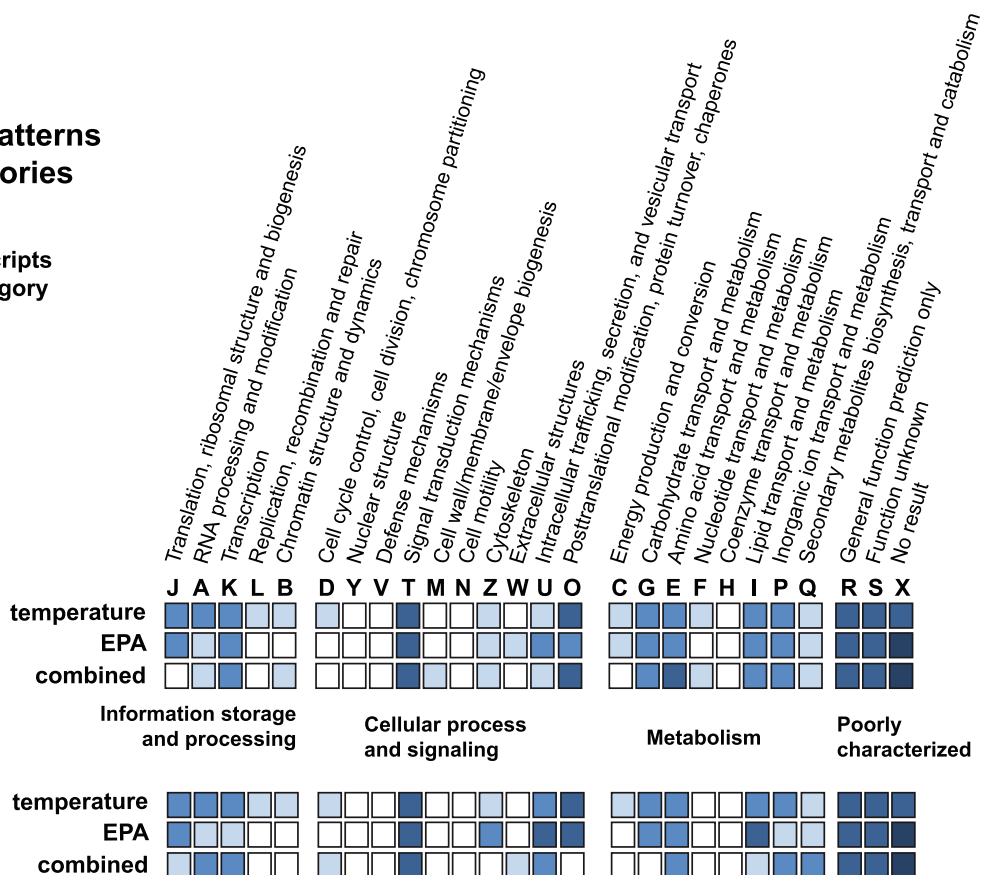 atterns
ories
cripts
gory
Translation, ribosomal structure and biogenesis
RNA processing and modification
Transcription
Replication, recombination and repair
Chromatin structure and dynamics
Cell cycle control, cell division, chromosome partitioning
Nuclear structure
Defense mechanisms
Signal transduction mechanisms
Cell wall/membrane/envelope biogenesis
Cell motility
Cytoskeleton
Extracellular structures
Intracellular trafficking, secretion, and vesicular transport
Posttranslational modification, protein turnover, chaperones
Energy production and conversion
Carbohydrate transport and metabolism
Amino acid transport and metabolism
Nucleotide transport and metabolism
Coenzyme transport and metabolism
Lipid transport and metabolism
Inorganic ion transport and metabolism
Secondary metabolites biosynthesis, transport and catabolism
General function prediction only
Function unknown
No result
J A K L B D Y V T M N Z W U O C G E F H I P Q R S X
temperature
EPA
combined
Information storage
and processing
Cellular process
and signaling
Metabolism
Poorly
characterized
temperature
EPA
combined